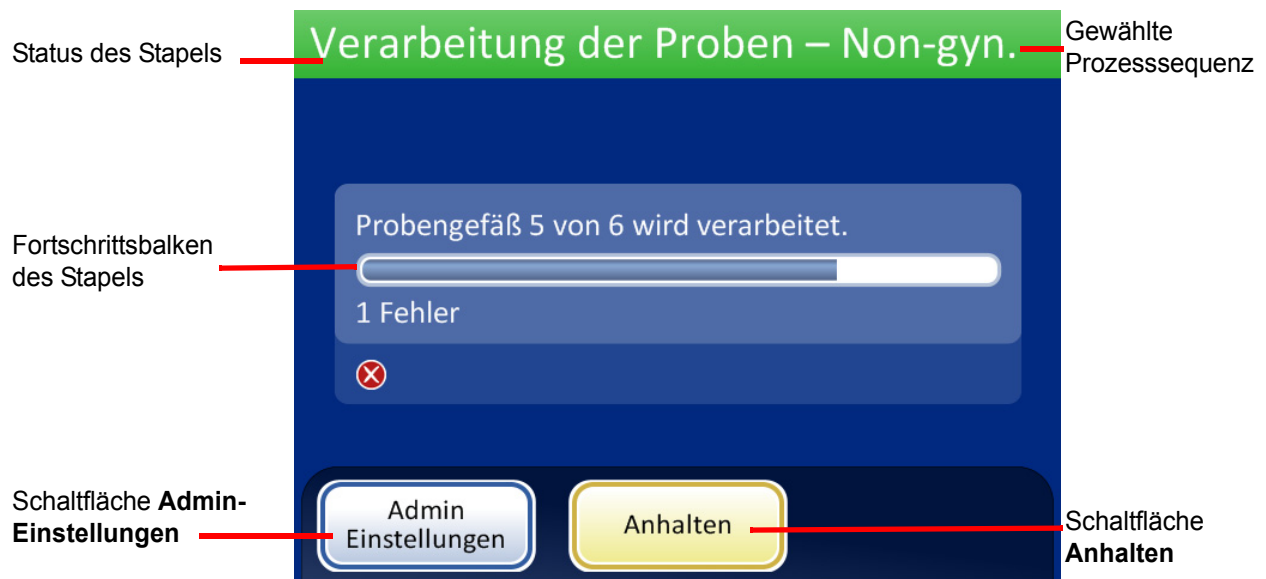 Status des Stapels
Verarbeitung der Proben – Non-gyn.
Gewählte
Prozesssequenz
Fortschrittsbalken
des Stapels
Probengefäß 5 von 6 wird verarbeitet.
1 Fehler
Schaltfläche Admin-
Einstellungen
Admin
Einstellungen
Anhalten
Schaltfläche
Anhalten